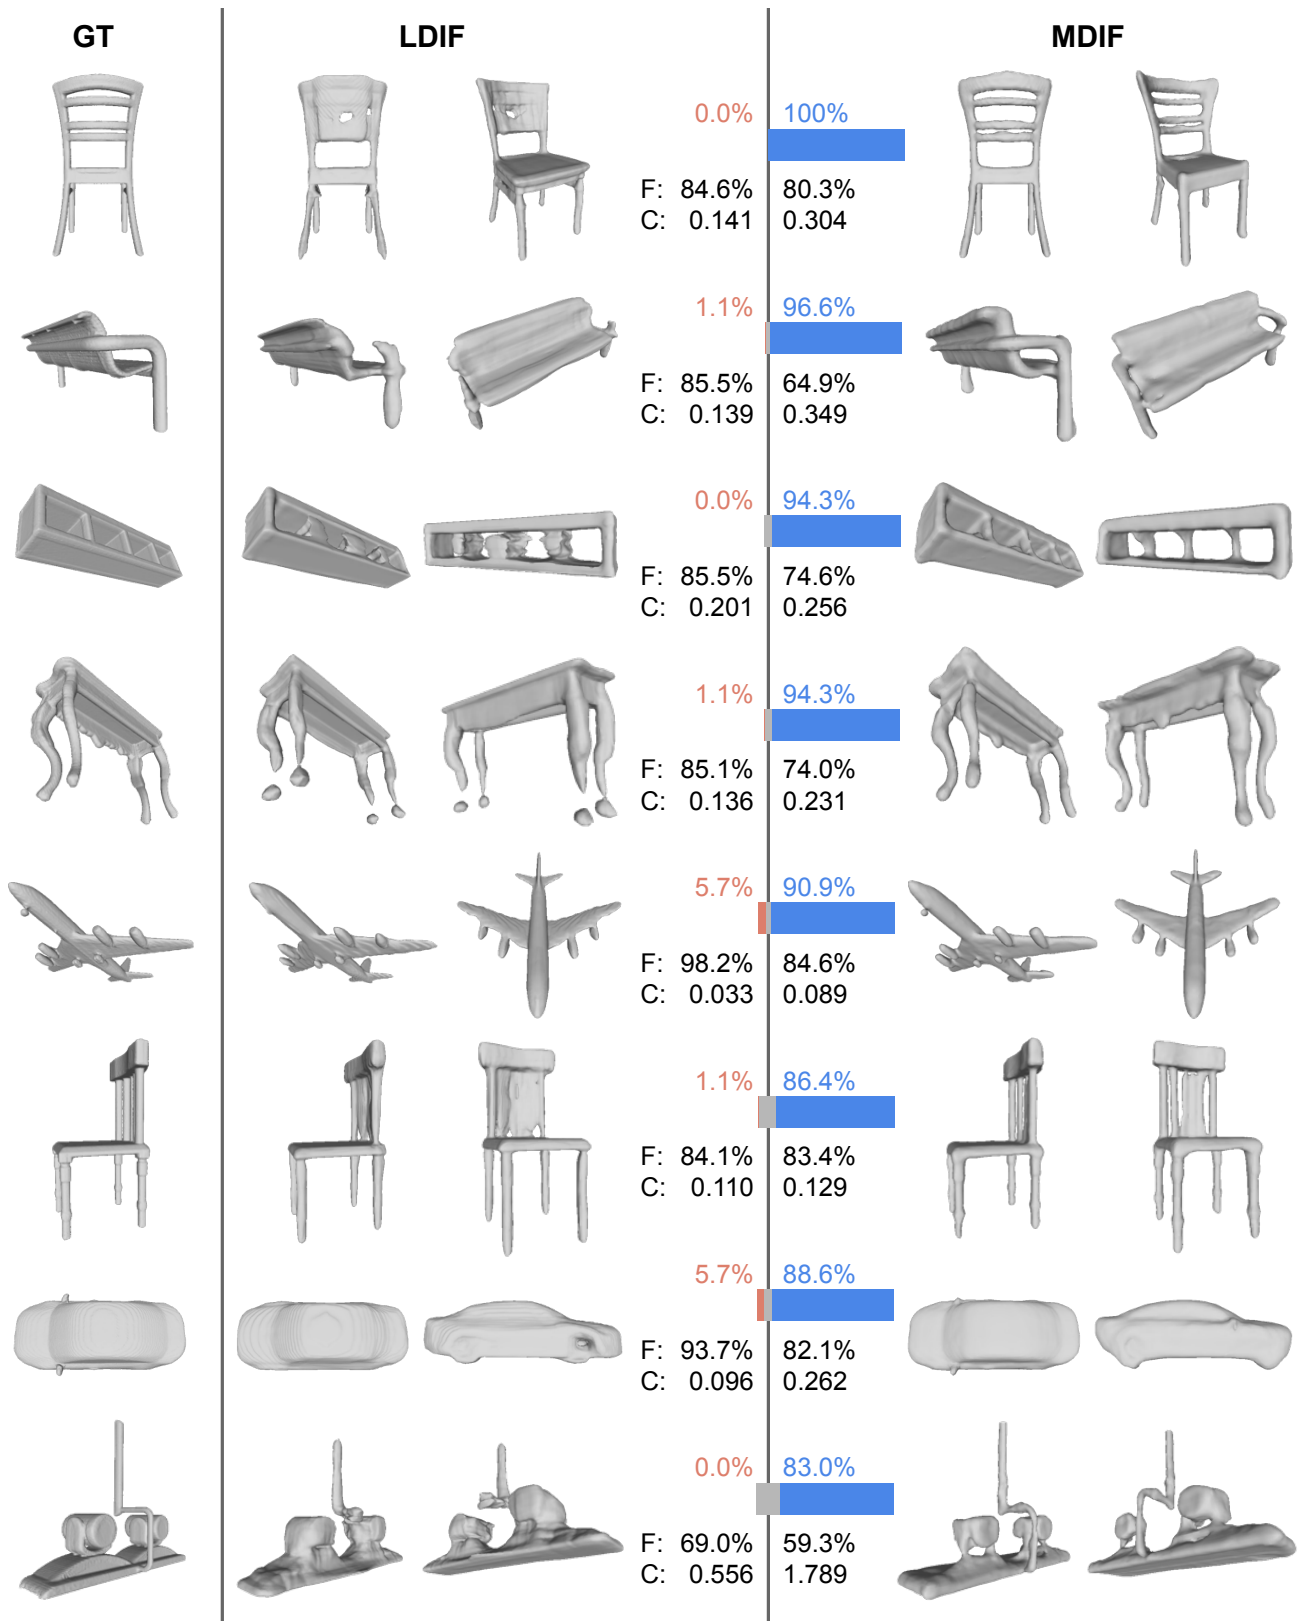 GT LDIF MDIF
0.0% 100%
F: 84.6% 80.3%
C: 0.141 0.304
1.1% 96.6%
F: 85.5% 64.9%
C: 0.139 0.349
0.0% 94.3%
F: 85.5% 74.6%
C: 0.201 0.256
1.1% 94.3%
F: 85.1% 74.0%
C: 0.136 0.231
5.7% 90.9%
F: 98.2% 84.6%
C: 0.033 0.089
1.1% 86.4%
F: 84.1% 83.4%
C: 0.110 0.129
5.7% 88.6%
F: 93.7% 82.1%
C: 0.096 0.262
0.0% 83.0%
F: 69.0% 59.3%
C: 0.556 1.789